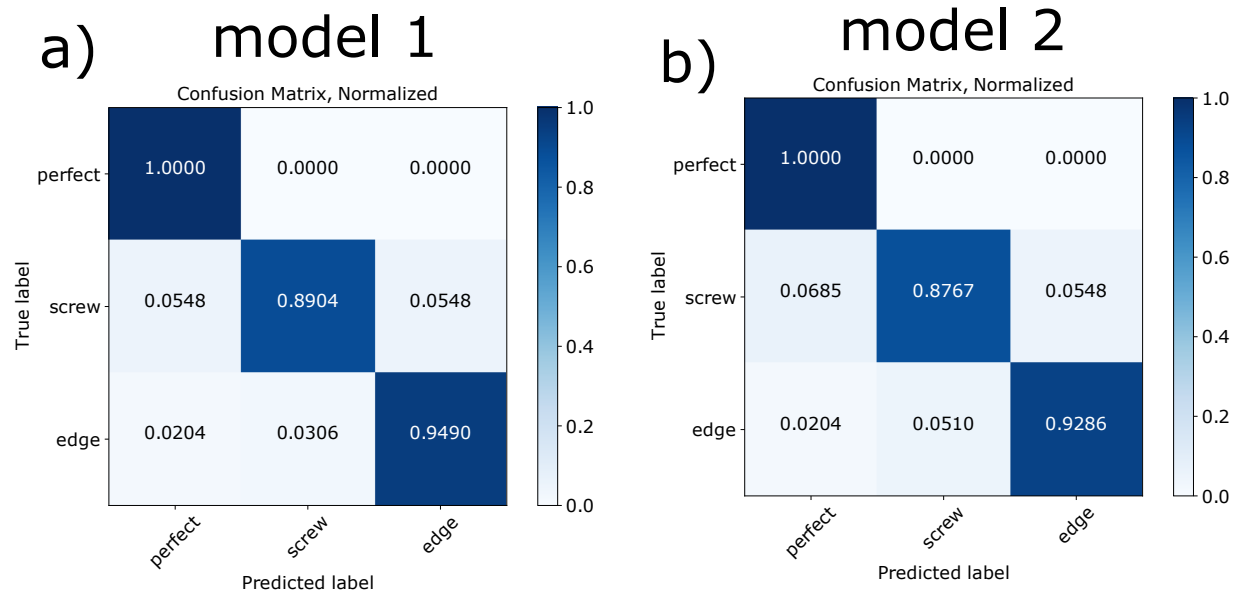 a) model 1
Confusion Matrix, Normalized
True label
perfect 1.0000 0.0000 0.0000
screw 0.0548 0.8904 0.0548
edge 0.0204 0.0306 0.9490
perfect screw edge
Predicted label
1.0
0.8
0.6
0.4
0.2
0.0
b) model 2
Confusion Matrix, Normalized
True label
perfect 1.0000 0.0000 0.0000
screw 0.0685 0.8767 0.0548
edge 0.0204 0.0510 0.9286
perfect screw edge
Predicted label
1.0
0.8
0.6
0.4
0.2
0.0